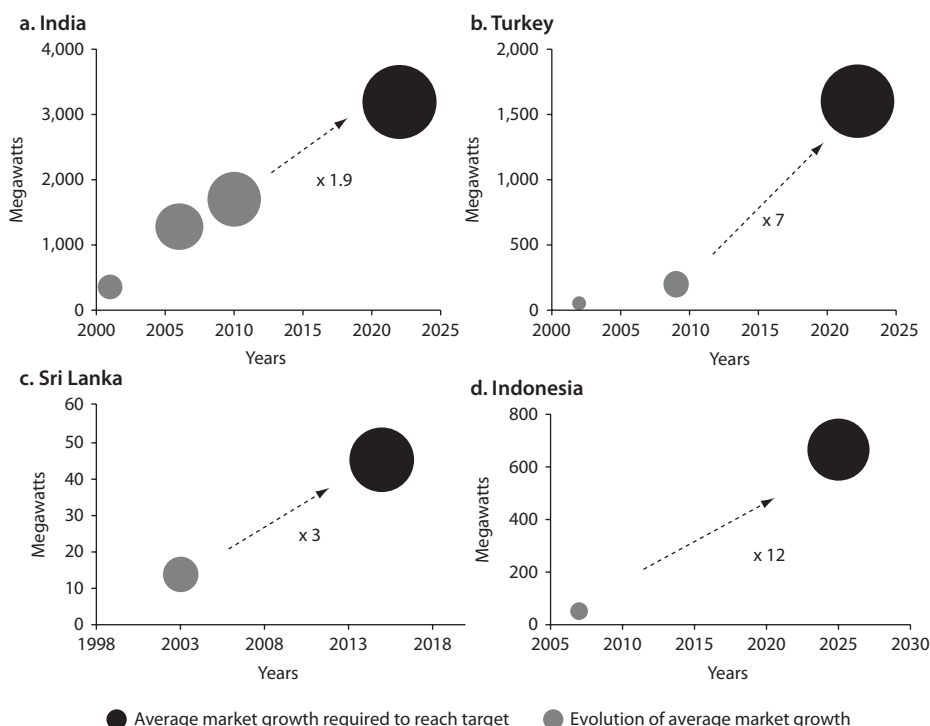 a. India
4,000
3,000
2,000
1,000
0
Megawatts
x 1.9
2000 2005 2010 2015 2020 2025
Years
b. Turkey
2,000
1,500
1,000
500
0
Megawatts
x 7
2000 2005 2010 2015 2020 2025
Years
c. Sri Lanka
60
50
40
30
20
10
0
Megawatts
x 3
1998 2003 2008 2013 2018
Years
d. Indonesia
800
600
400
200
0
Megawatts
x 12
2005 2010 2015 2020 2025 2030
Years
Average market growth required to reach target Evolution of average market growth